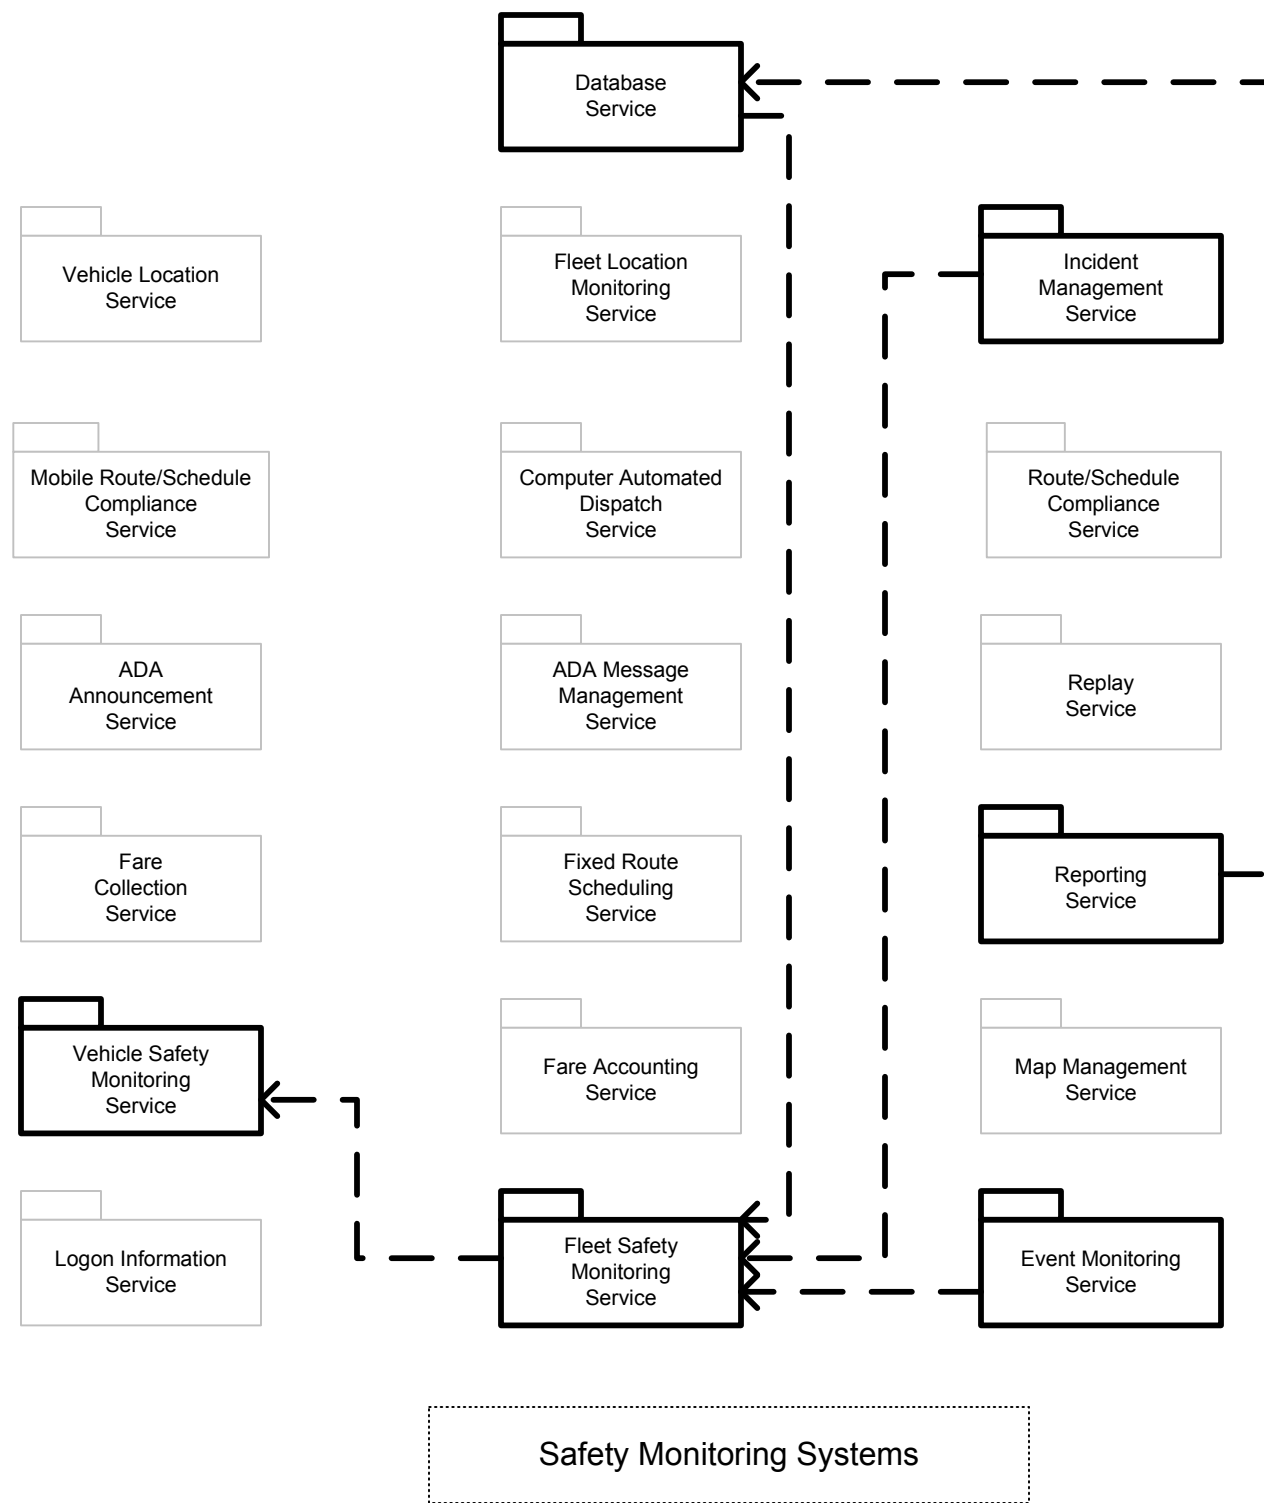 Database
Service
Vehicle Location
Service
Fleet Location
Monitoring
Service
Incident
Management
Service
Mobile Route/Schedule
Compliance
Service
Computer Automated
Dispatch
Service
Route/Schedule
Compliance
Service
ADA
Announcement
Service
ADA Message
Management
Service
Replay
Service
Fare
Collection
Service
Fixed Route
Scheduling
Service
Reporting
Service
Vehicle Safety
Monitoring
Service
Fare Accounting
Service
Map Management
Service
Logon Information
Service
Fleet Safety
Monitoring
Service
Event Monitoring
Service
Safety Monitoring Systems